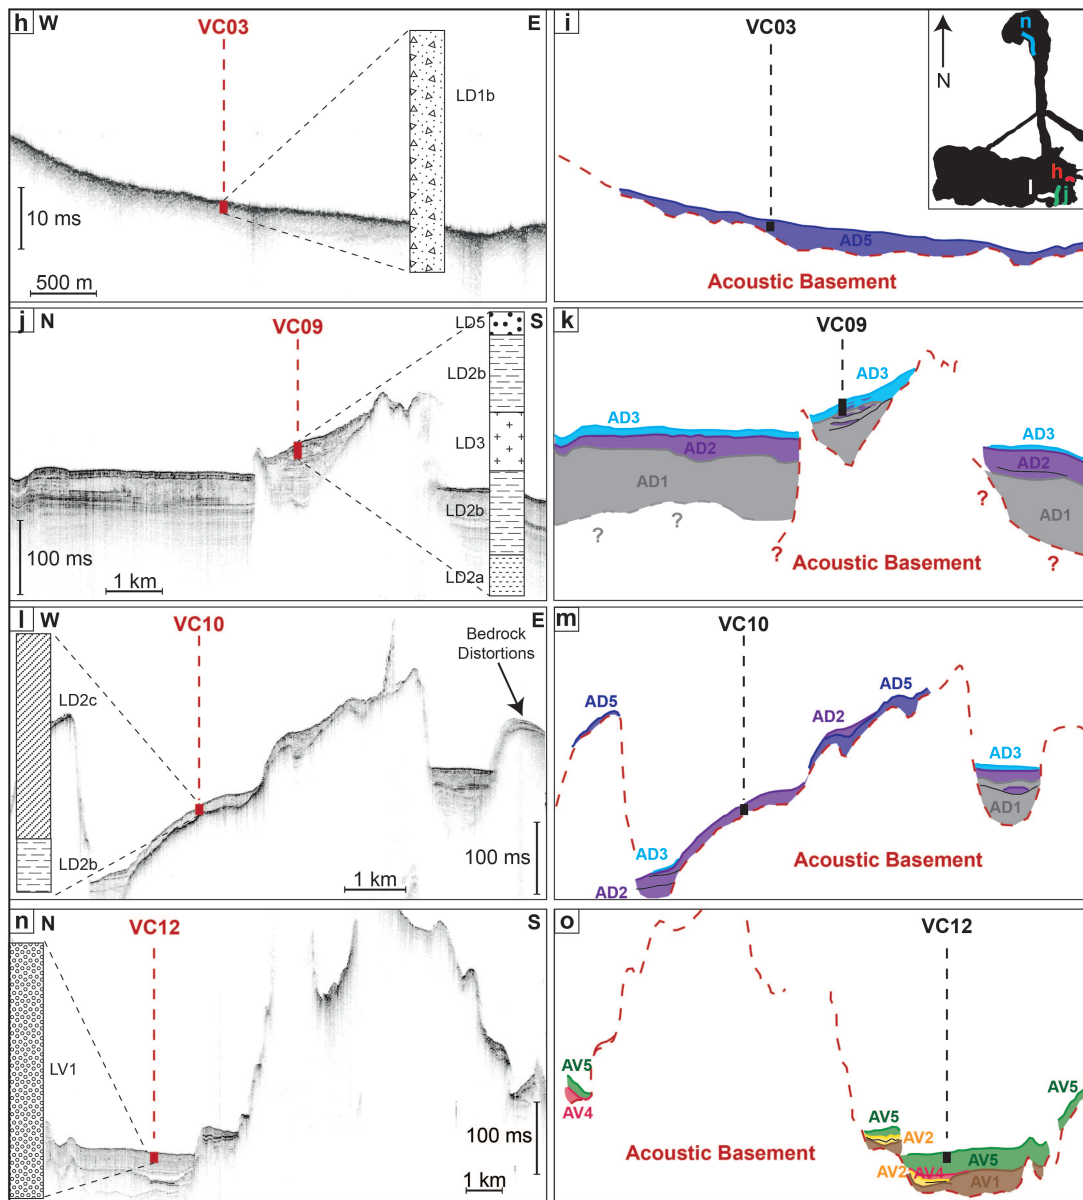 h W
VC03
E
LD1b
10 ms
500 m
i
VC03
N
n
h
l
j
AD5
Acoustic Basement
j N
VC09
S
LD5
LD2b
LD3
LD2b
LD2a
100 ms
1 km
k
VC09
AD3
AD3
AD2
AD1
?
?
?
AD3
AD2
AD1
?
?
Acoustic Basement
l W
VC10
E
Bedrock
Distortions
LD2c
LD2b
100 ms
1 km
m
VC10
AD5
AD5
AD2
AD3
AD1
AD3
AD2
Acoustic Basement
n N
VC12
S
LV1
100 ms
1 km
o
VC12
AV5
AV4
AV5
AV5
AV2
AV5
AV2
AV4
AV1
Acoustic Basement